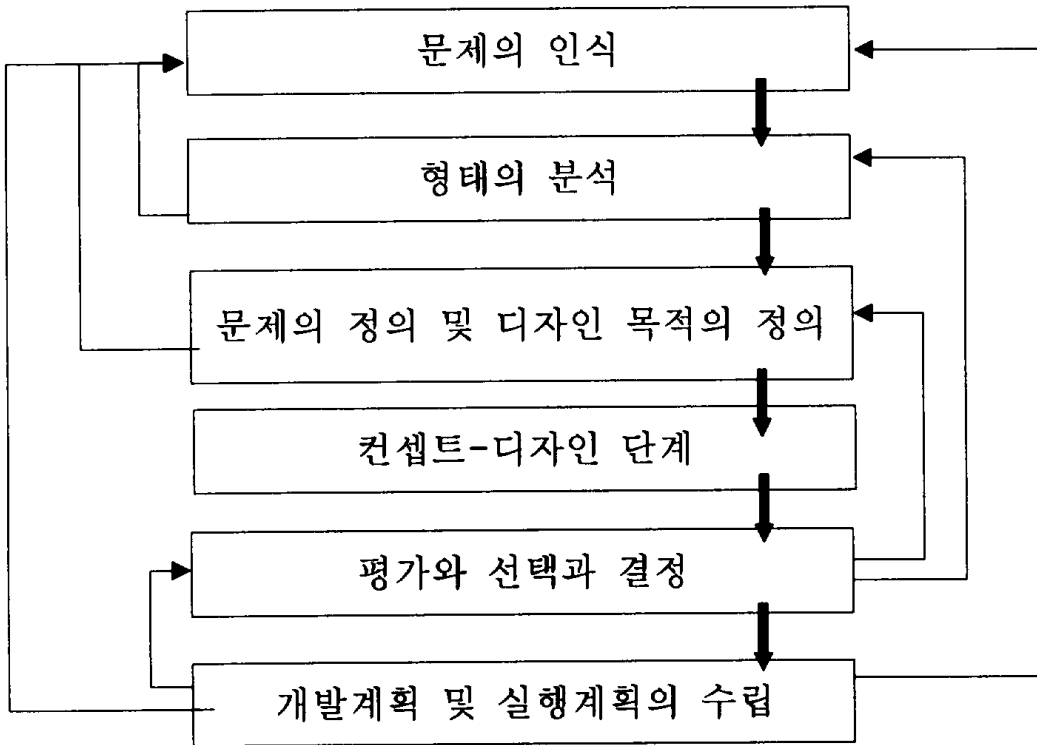 문제의 인식
형태의 분석
문제의 정의 및 디자인 목적의 정의
컨셉트-디자인 단계
평가와 선택과 결정
개발계획 및 실행계획의 수립